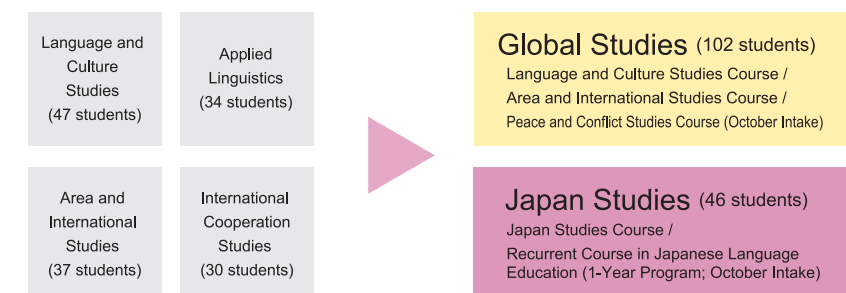 Language and
Culture
Studies
(47 students)
Applied
Linguistics
(34 students)
Area and
International
Studies
(37 students)
International
Cooperation
Studies
(30 students)
Global Studies (102 students)
Language and Culture Studies Course /
Area and International Studies Course /
Peace and Conflict Studies Course (October Intake)
Japan Studies (46 students)
Japan Studies Course /
Recurrent Course in Japanese Language
Education (1-Year Program; October Intake)